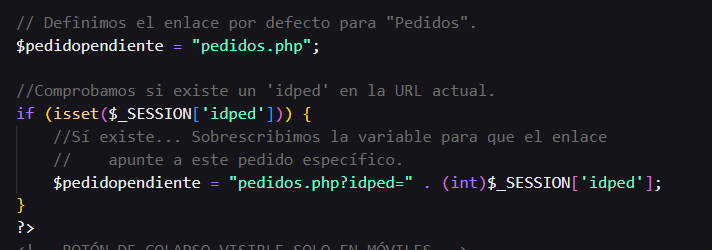 // Definimos el enlace por defecto para "Pedidos".
$pedidopendiente = "pedidos.php";
//Comprobamos si existe un 'idped' en la URL actual.
if (isset($_SESSION['idped'])) {
//Sí existe... Sobrescribimos la variable para que el enlace
//    apunte a este pedido específico.
$pedidopendiente = "pedidos.php?idped=" . (int)$_SESSION['idped'];
}
?>
<!-- BOTÓN DE COLAPSO VISIBLE SOLO EN MÓVILES -->